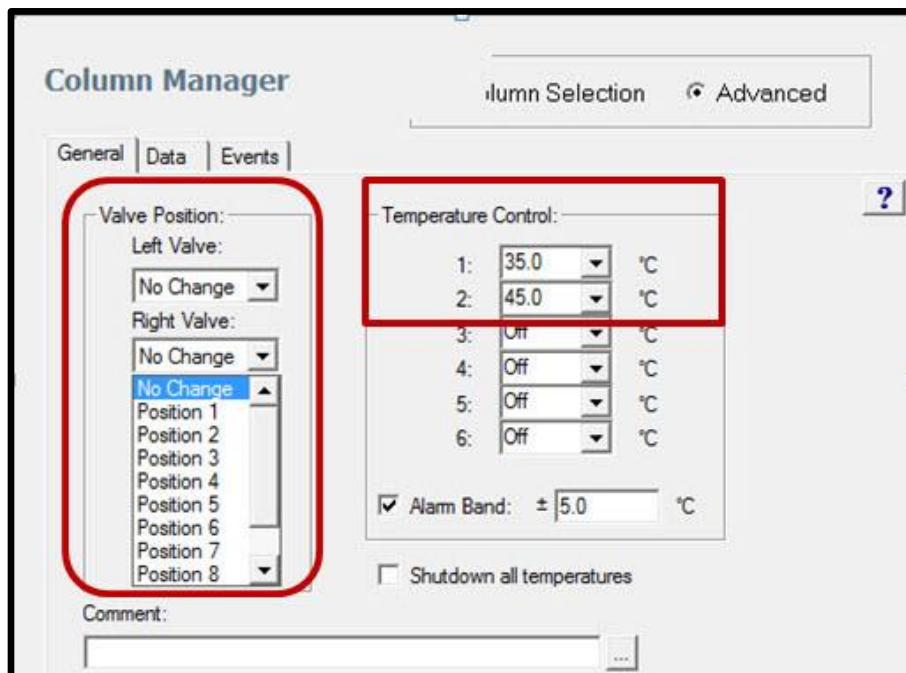 Column Manager
lumn Selection Advanced
General Data Events
?
Valve Position:
Left Valve:
No Change
Right Valve:
No Change
No Change
Position 1
Position 2
Position 3
Position 4
Position 5
Position 6
Position 7
Position 8
Temperature Control:
1: 35.0 °C
2: 45.0 °C
3: Off °C
4: Off °C
5: Off °C
6: Off °C
Alarm Band: ± 5.0 °C
Shutdown all temperatures
Comment:
...